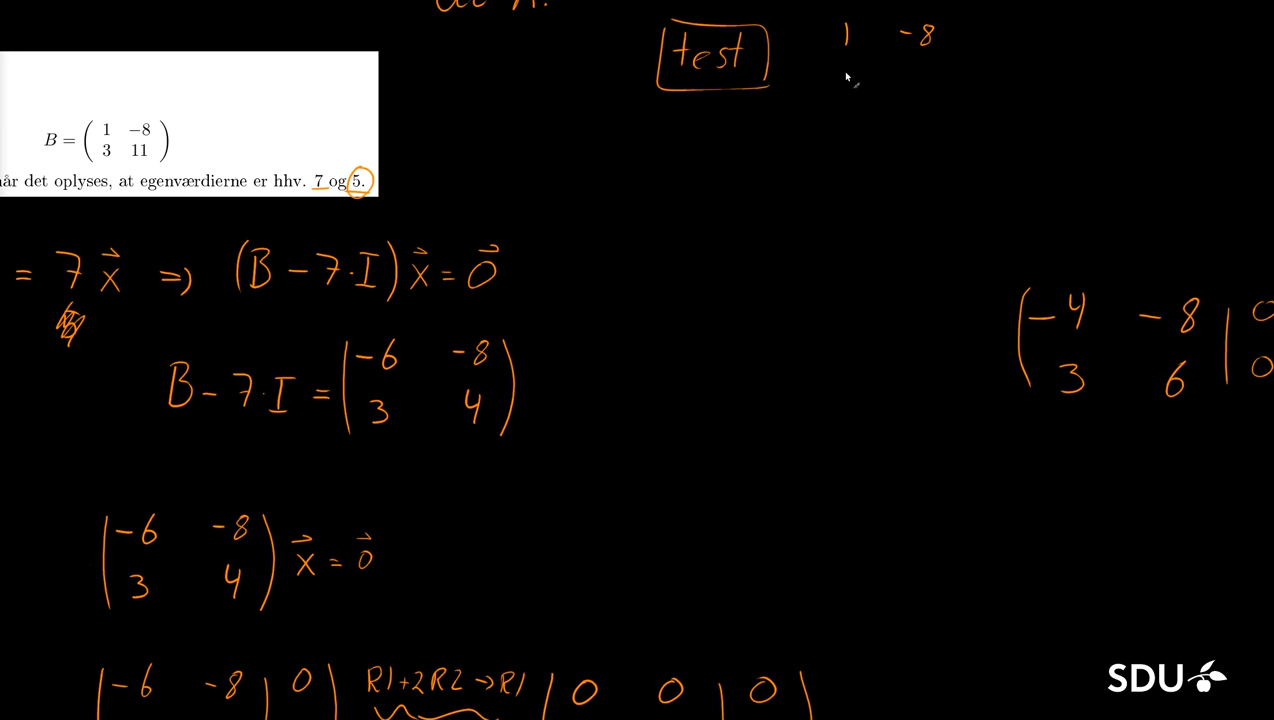 test 1 -8
B = ( 1 -8
3 11 )
når det oplyses, at egenværdierne er hhv. 7 og 5.
= 7 x⃗ => (B - 7·I) x⃗ = 0⃗
( -4 -8 | 0
3 6 | 0
B - 7·I = ( -6 -8
3 4 )
( -6 -8
3 4 ) x⃗ = 0⃗
SDU
| -6 -8 | 0 | R1+2R2 → R1 | 0 0 | 0 \